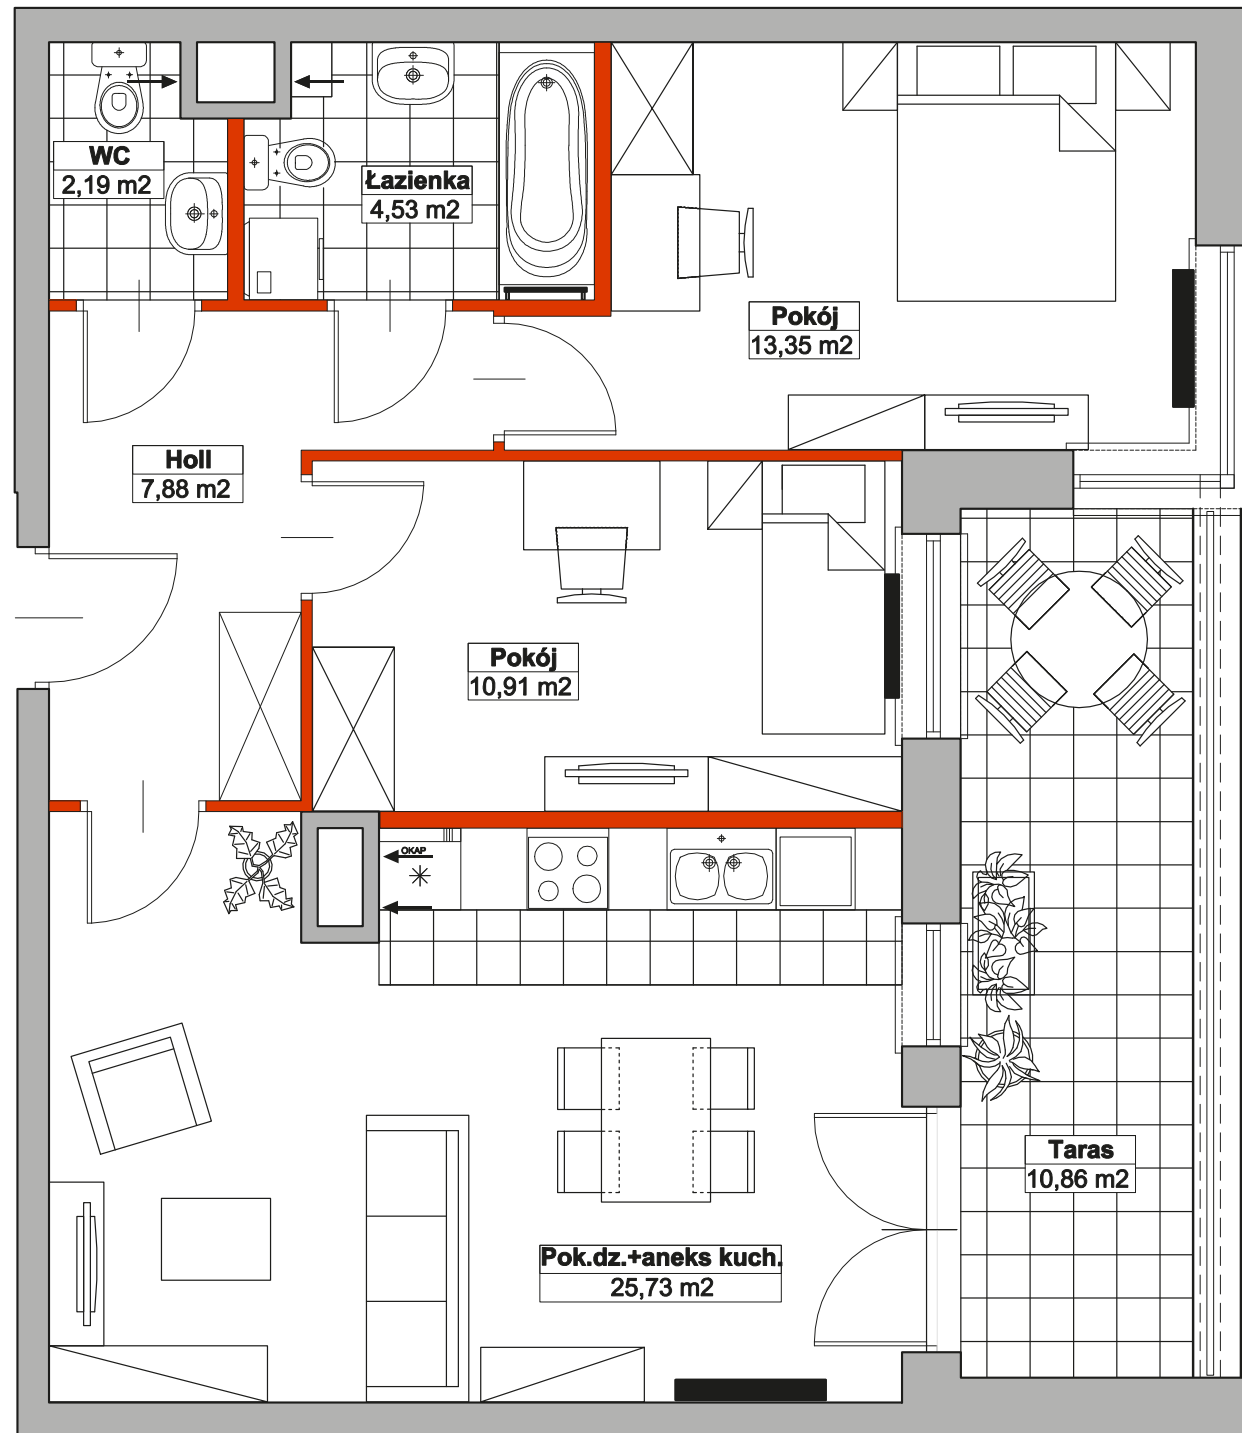 WC
2,19 m2
Łazienka
4,53 m2
Pokój
13,35 m2
Holl
7,88 m2
Pokój
10,91 m2
OKAP
Taras
10,86 m2
Pok.dz.+aneks kuch.
25,73 m2